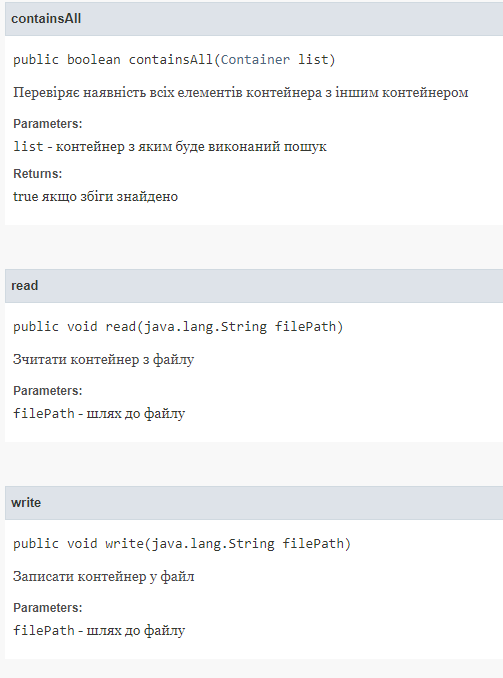 containsAll
public boolean containsAll(Container list)
Перевіряє наявність всіх елементів контейнера з іншим контейнером
Parameters:
list - контейнер з яким буде виконаний пошук
Returns:
true якщо збіги знайдено
read
public void read(java.lang.String filePath)
Зчитати контейнер з файлу
Parameters:
filePath - шлях до файлу
write
public void write(java.lang.String filePath)
Записати контейнер у файл
Parameters:
filePath - шлях до файлу